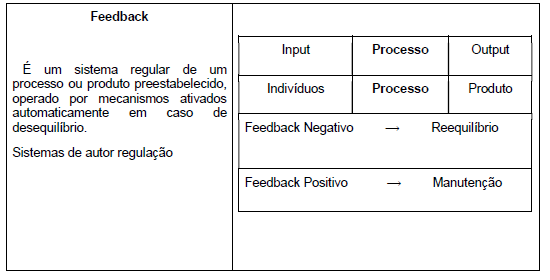 Feedback
É um sistema regular de um
processo ou produto preestabelecido,
operado por mecanismos ativados
automaticamente em caso de
desequilíbrio.
Sistemas de autor regulação
Input Processo Output
Indivíduos Processo Produto
Feedback Negativo → Reequilíbrio
Feedback Positivo → Manutenção